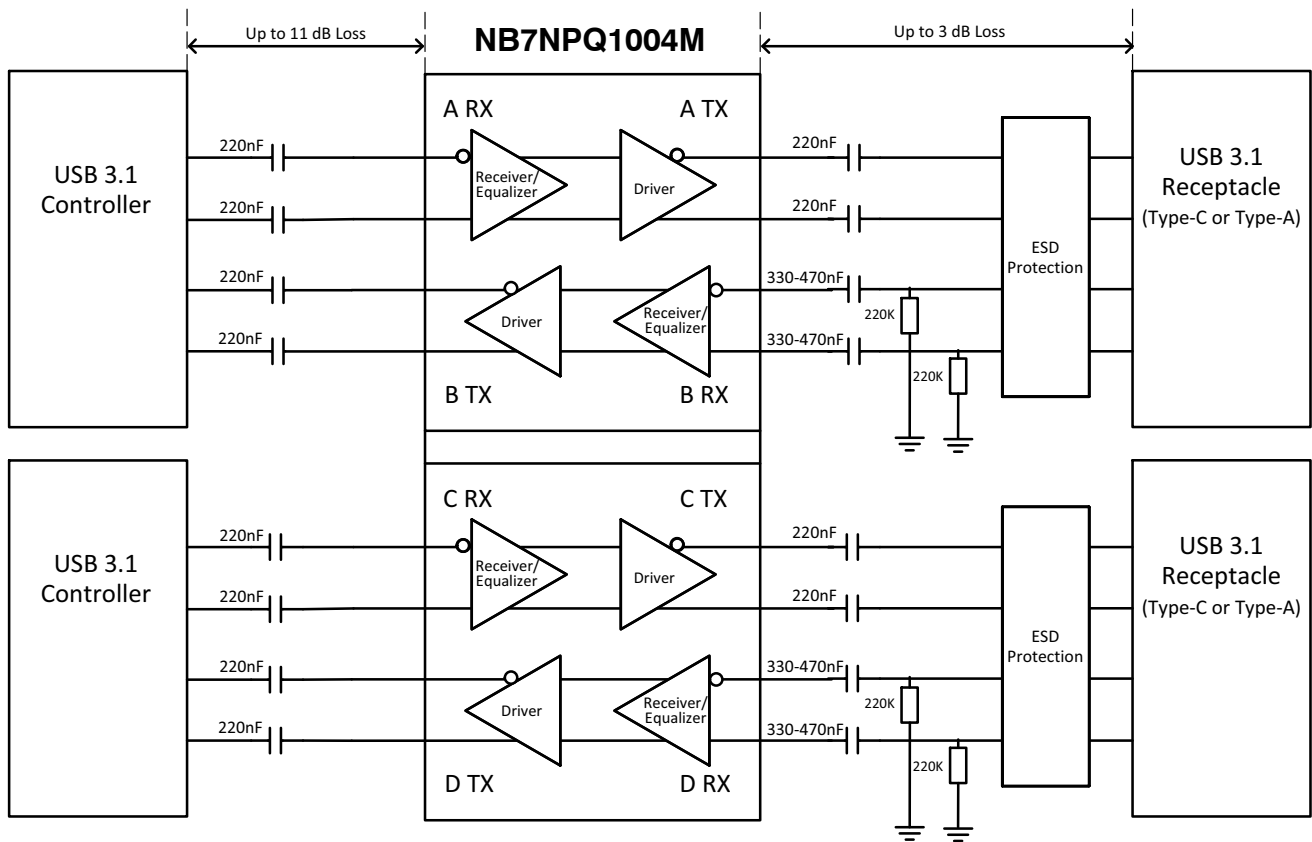 Up to 11 dB Loss
NB7NPQ1004M
Up to 3 dB Loss
USB 3.1
Controller
220nF
220nF
220nF
220nF
A RX
A TX
Receiver/
Equalizer
Driver
Driver
Receiver/
Equalizer
B TX
B RX
220nF
220nF
330-470nF
330-470nF
220K
220K
ESD
Protection
USB 3.1
Receptacle
(Type-C or Type-A)
USB 3.1
Controller
220nF
220nF
220nF
220nF
C RX
C TX
Receiver/
Equalizer
Driver
Driver
Receiver/
Equalizer
D TX
D RX
220nF
220nF
330-470nF
330-470nF
220K
220K
ESD
Protection
USB 3.1
Receptacle
(Type-C or Type-A)